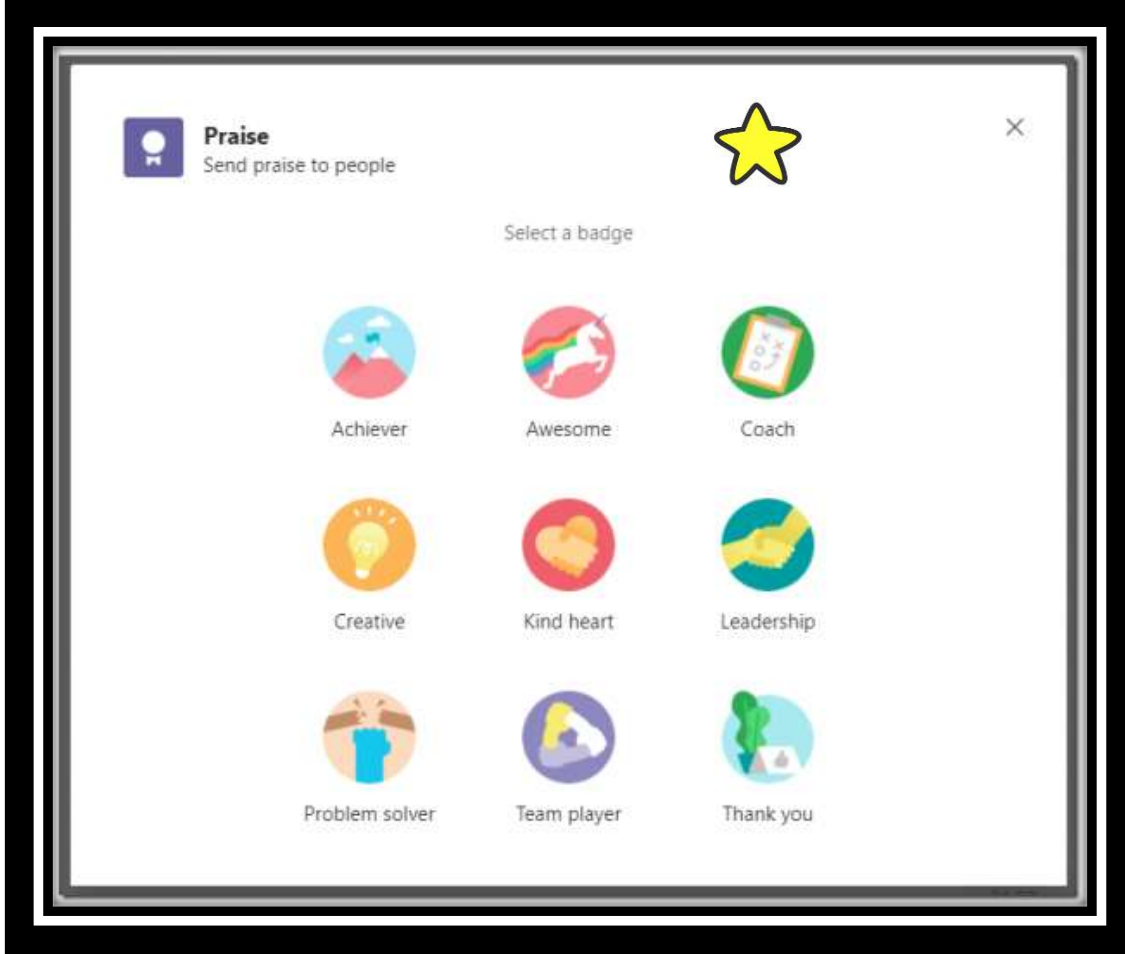 Praise
Send praise to people
Select a badge
Achiever Awesome Coach
Creative Kind heart Leadership
Problem solver Team player Thank you